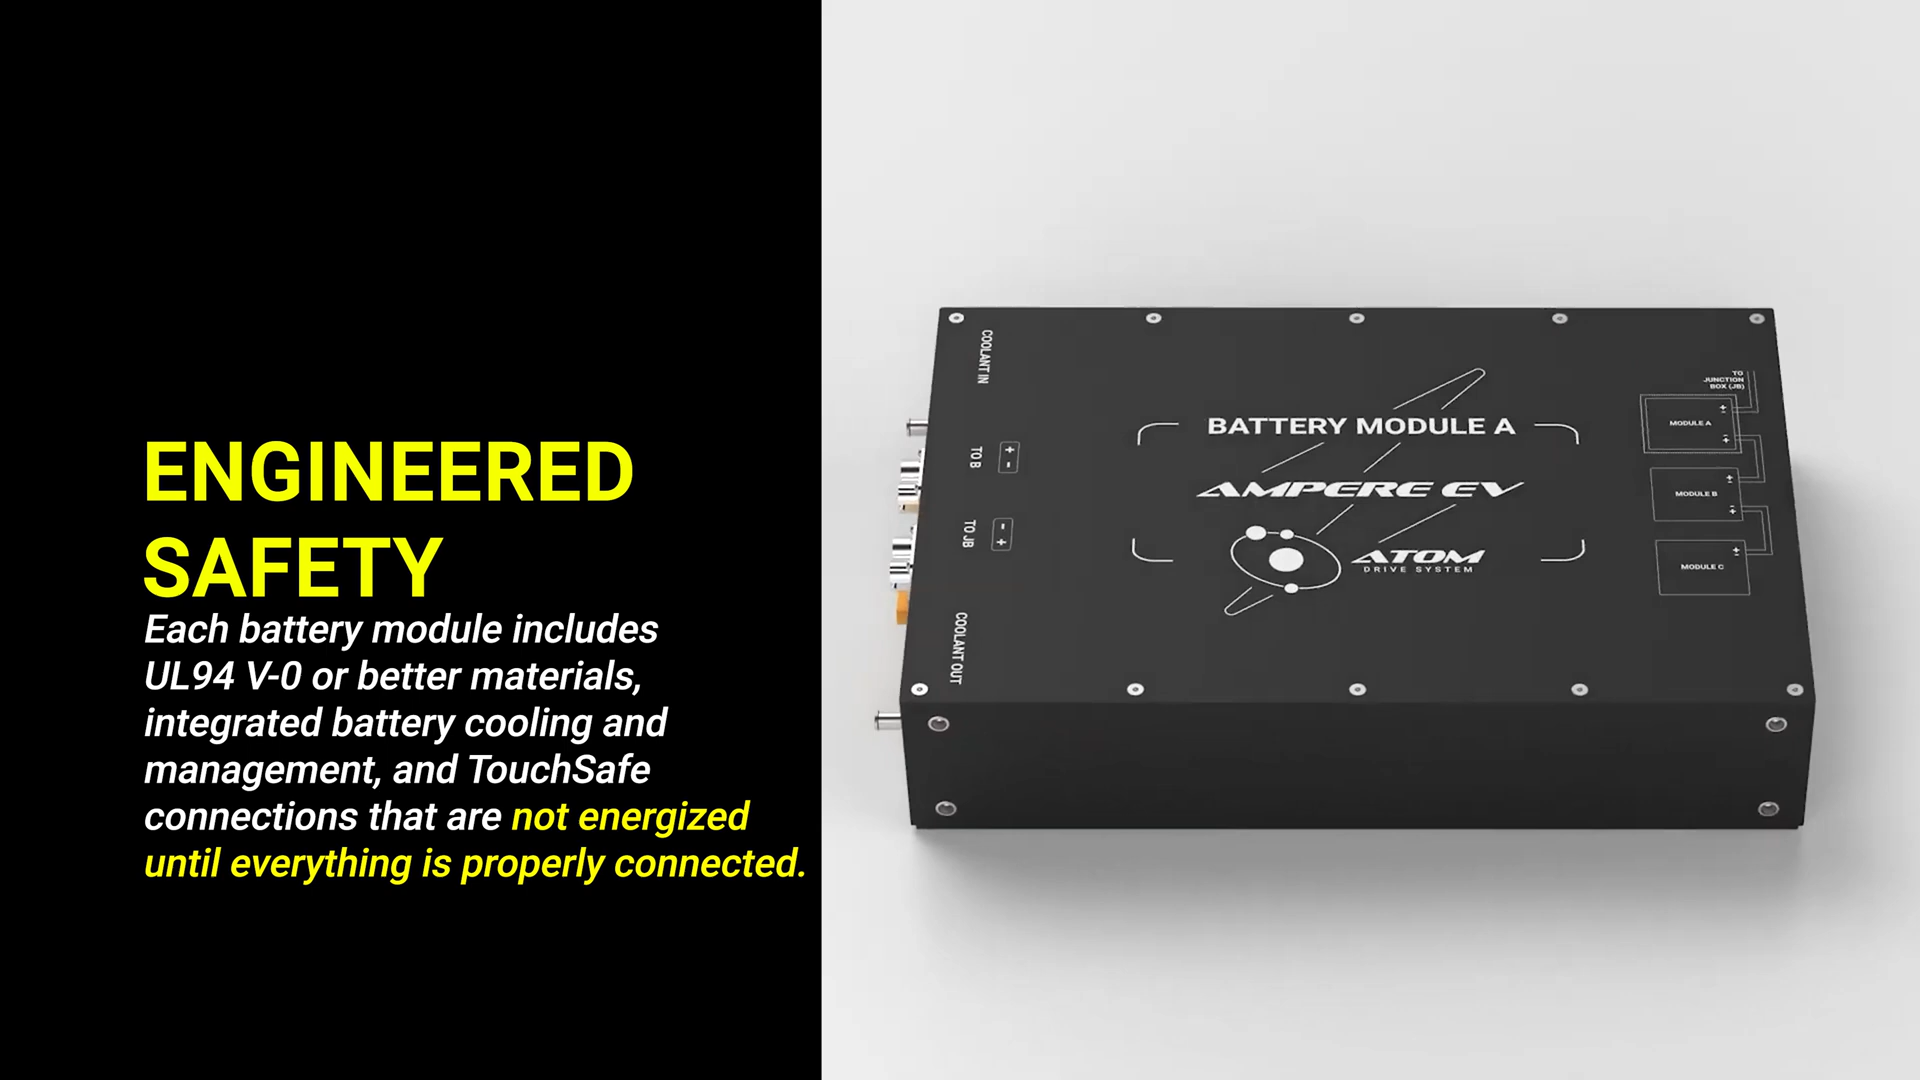 ENGINEERED
SAFETY
Each battery module includes
UL94 V-0 or better materials,
integrated battery cooling and
management, and TouchSafe
connections that are not energized
until everything is properly connected.
COOLANT IN
TO B
+ -
TO JB
- +
COOLANT OUT
BATTERY MODULE A
AMPERE EV
ATOM
DRIVE SYSTEM
TO
JUNCTION
BOX (JB)
MODULE A
MODULE B
MODULE C